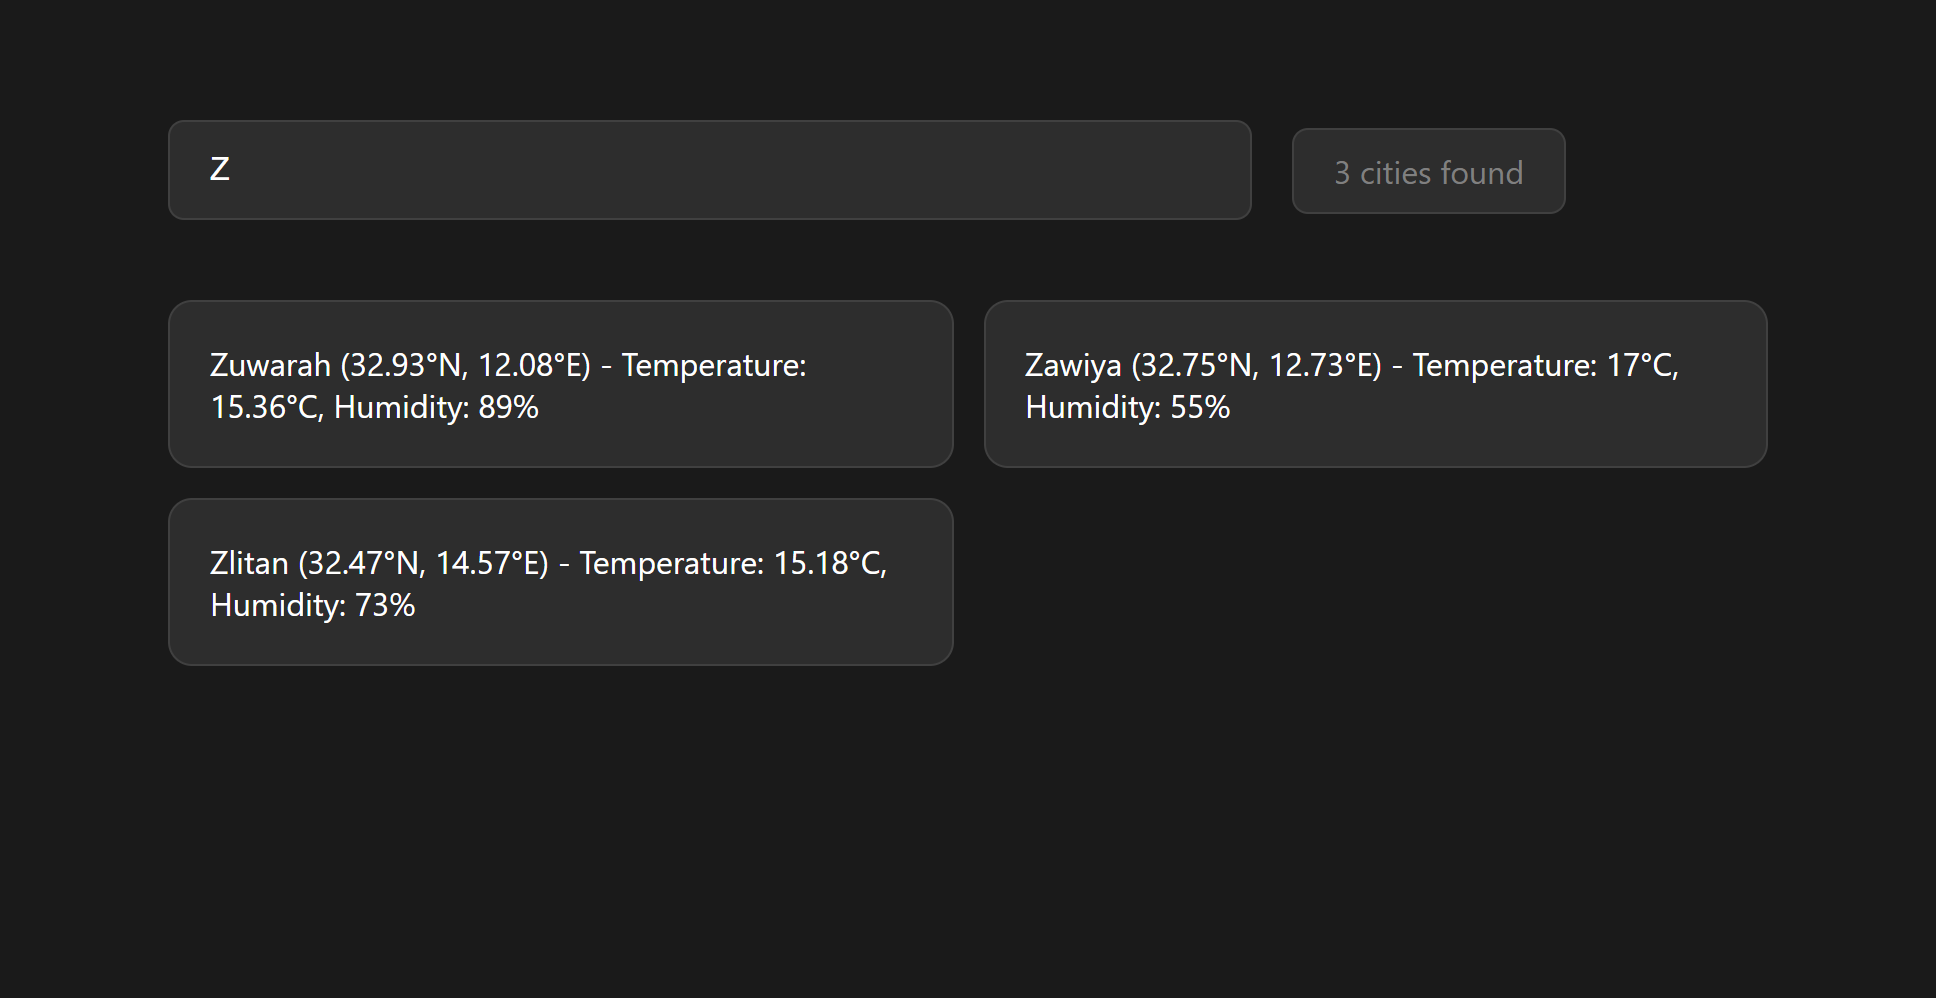 Z
3 cities found
Zuwarah (32.93°N, 12.08°E) - Temperature:
15.36°C, Humidity: 89%
Zawiya (32.75°N, 12.73°E) - Temperature: 17°C,
Humidity: 55%
Zlitan (32.47°N, 14.57°E) - Temperature: 15.18°C,
Humidity: 73%